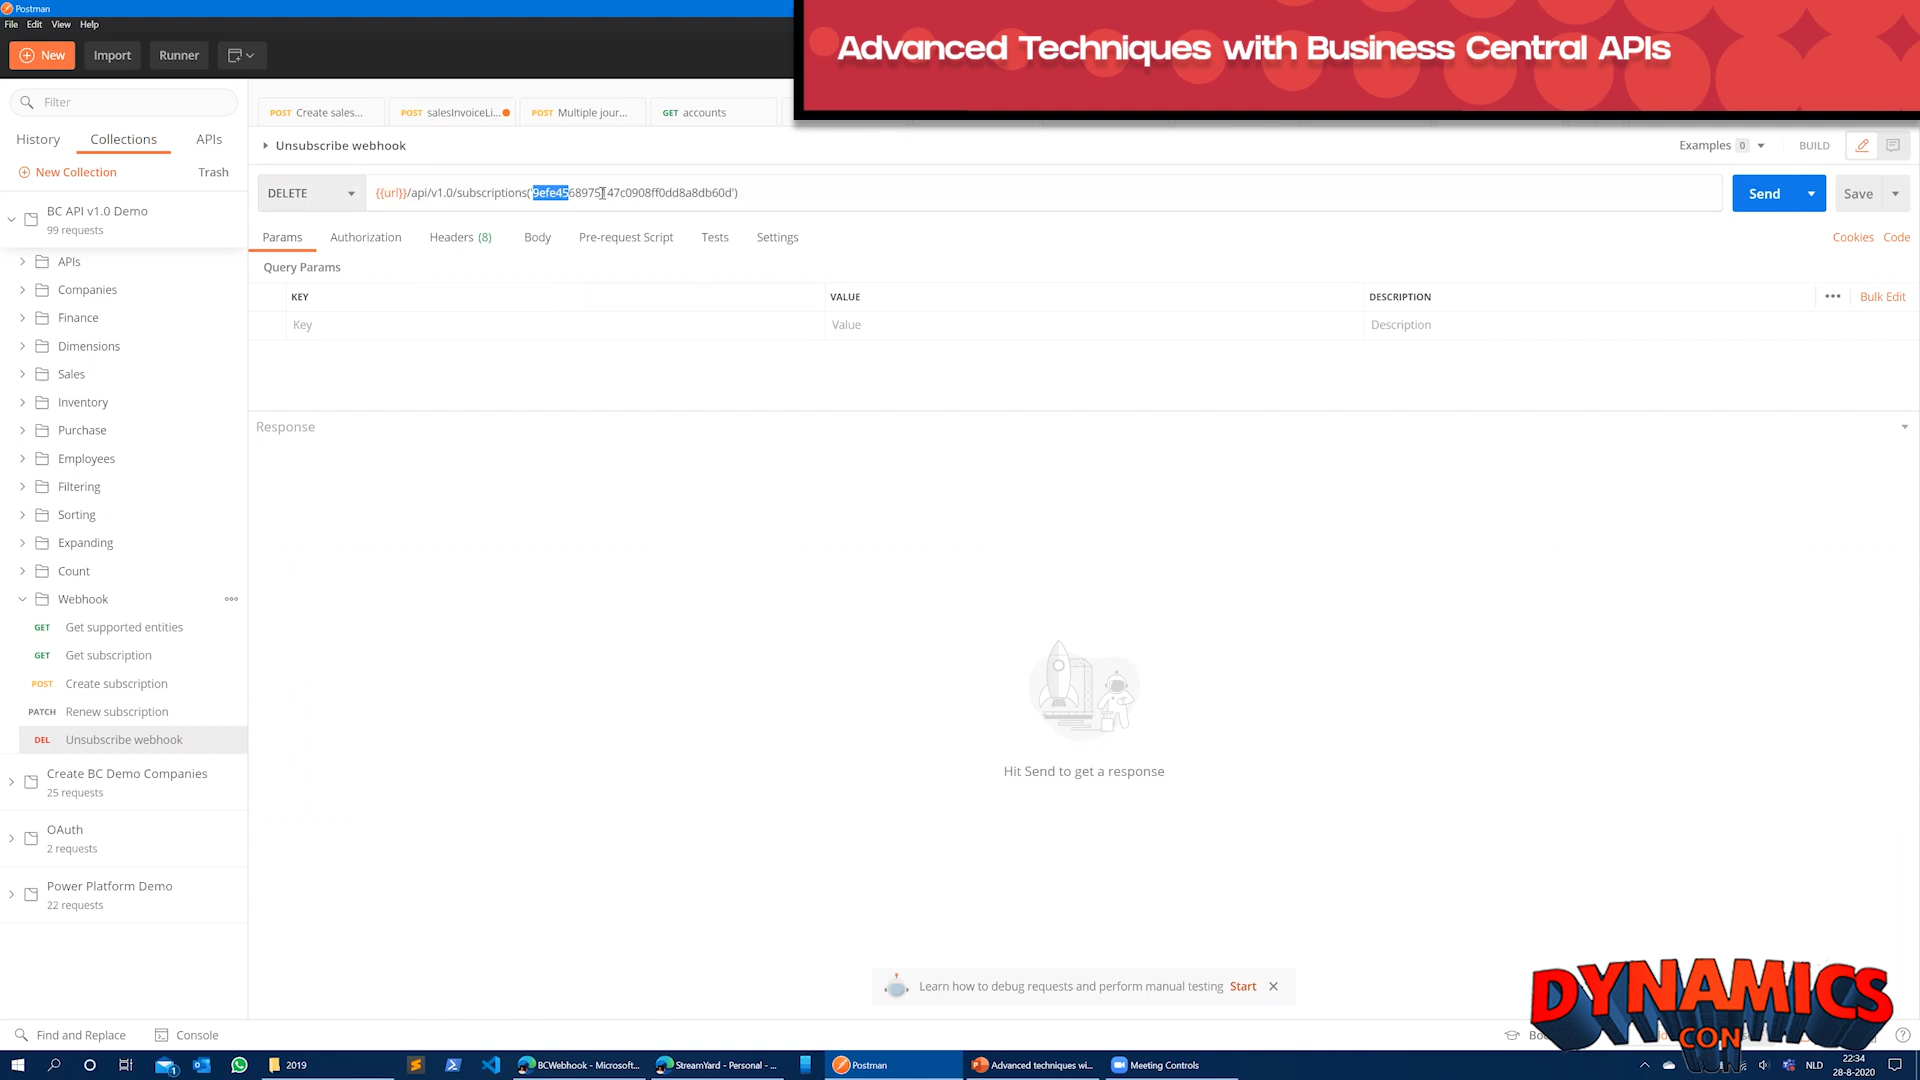 Postman
File Edit View Help
New Import Runner
Advanced Techniques with Business Central APIs
Filter
History Collections APIs
New Collection Trash
BC API v1.0 Demo
99 requests
APIs
Companies
Finance
Dimensions
Sales
Inventory
Purchase
Employees
Filtering
Sorting
Expanding
Count
Webhook
GET Get supported entities
GET Get subscription
POST Create subscription
PATCH Renew subscription
DEL Unsubscribe webhook
Create BC Demo Companies
25 requests
OAuth
2 requests
Power Platform Demo
22 requests
POST Create sales... POST salesInvoiceLi... POST Multiple jour... GET accounts
Unsubscribe webhook Examples 0 BUILD
DELETE {{url}}/api/v1.0/subscriptions('9efe4568975f47c0908ff0dd8a8db60d') Send Save
Params Authorization Headers (8) Body Pre-request Script Tests Settings Cookies Code
Query Params
KEY VALUE DESCRIPTION Bulk Edit
Key Value Description
Response
Hit Send to get a response
Learn how to debug requests and perform manual testing Start
DYNAMICS
CON
Find and Replace Console
2019 BCWebhook - Microsoft... StreamYard - Personal - ... Postman Advanced techniques wi... Meeting Controls NLD 22:34
28-8-2020